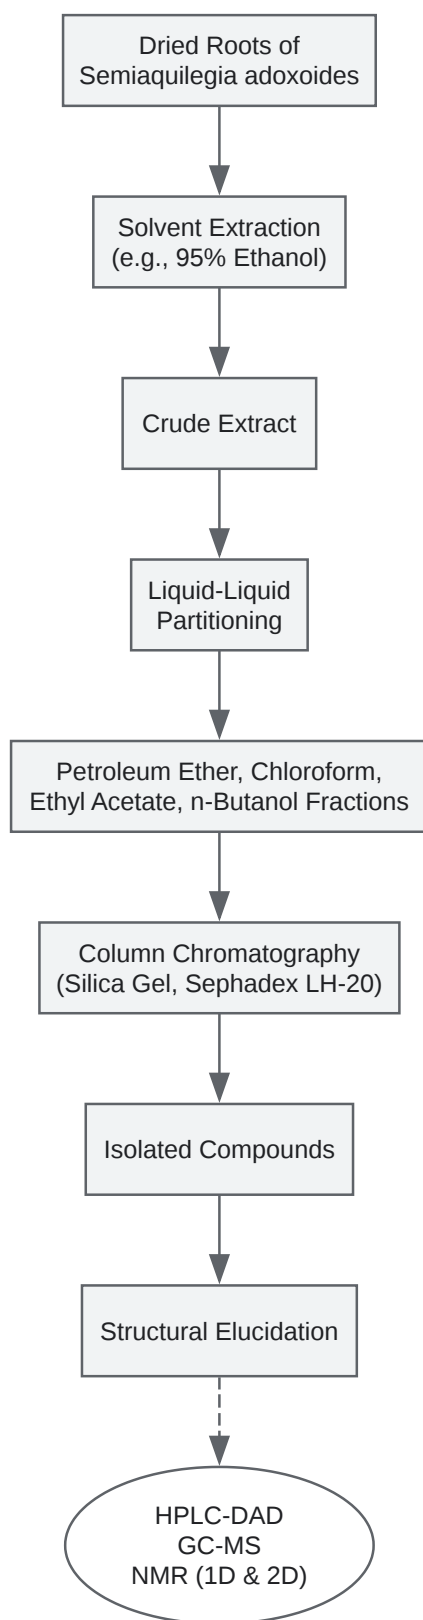 Dried Roots of
Semiaquilegia adoxoides
Solvent Extraction
(e.g., 95% Ethanol)
Crude Extract
Liquid-Liquid
Partitioning
Petroleum Ether, Chloroform,
Ethyl Acetate, n-Butanol Fractions
Column Chromatography
(Silica Gel, Sephadex LH-20)
Isolated Compounds
Structural Elucidation
HPLC-DAD
GC-MS
NMR (1D & 2D)